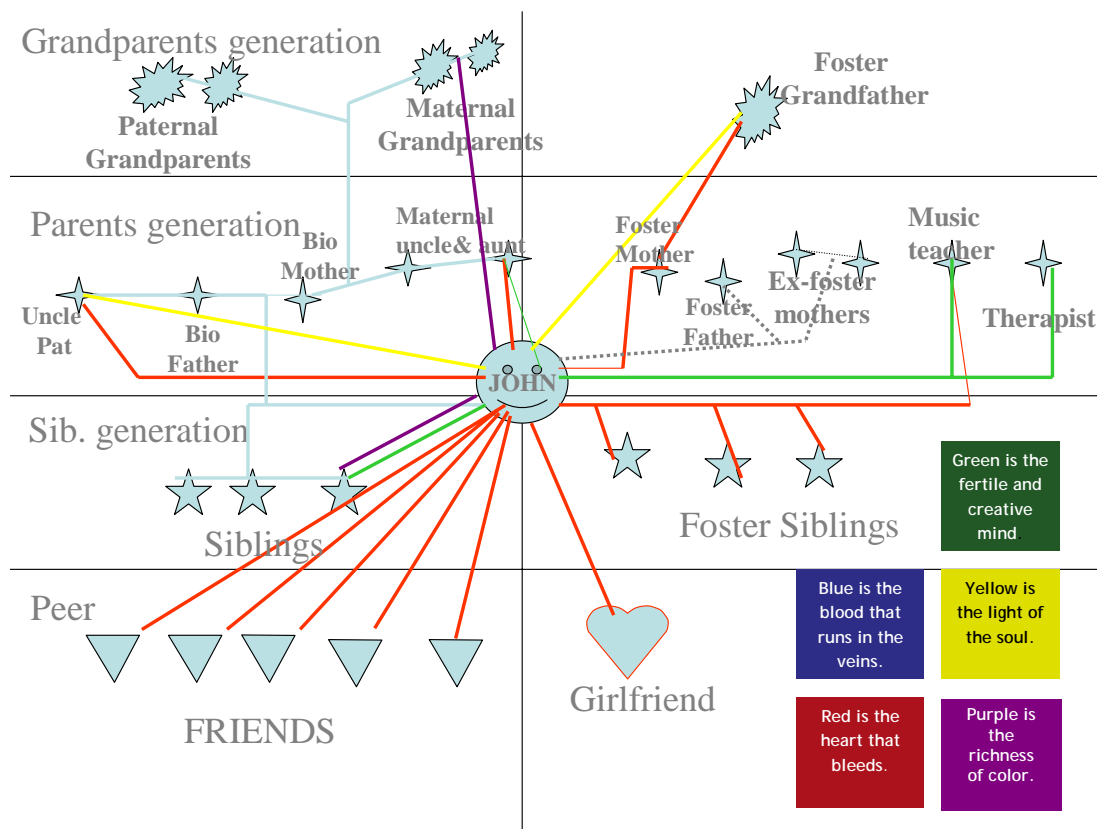 Grandparents generation
Paternal
Grandparents
Maternal
Grandparents
Foster
Grandfather
Parents generation
Bio
Mother
Maternal
uncle& aunt
Foster
Mother
Music
teacher
Uncle
Pat
Bio
Father
Foster
Father
Ex-foster
mothers
Therapist
JOHN
Sib. generation
Siblings
Foster Siblings
Green is the
fertile and
creative
mind.
Peer
FRIENDS
Girlfriend
Blue is the
blood that
runs in the
veins.
Yellow is
the light of
the soul.
Red is the
heart that
bleeds.
Purple is
the
richness
of color.